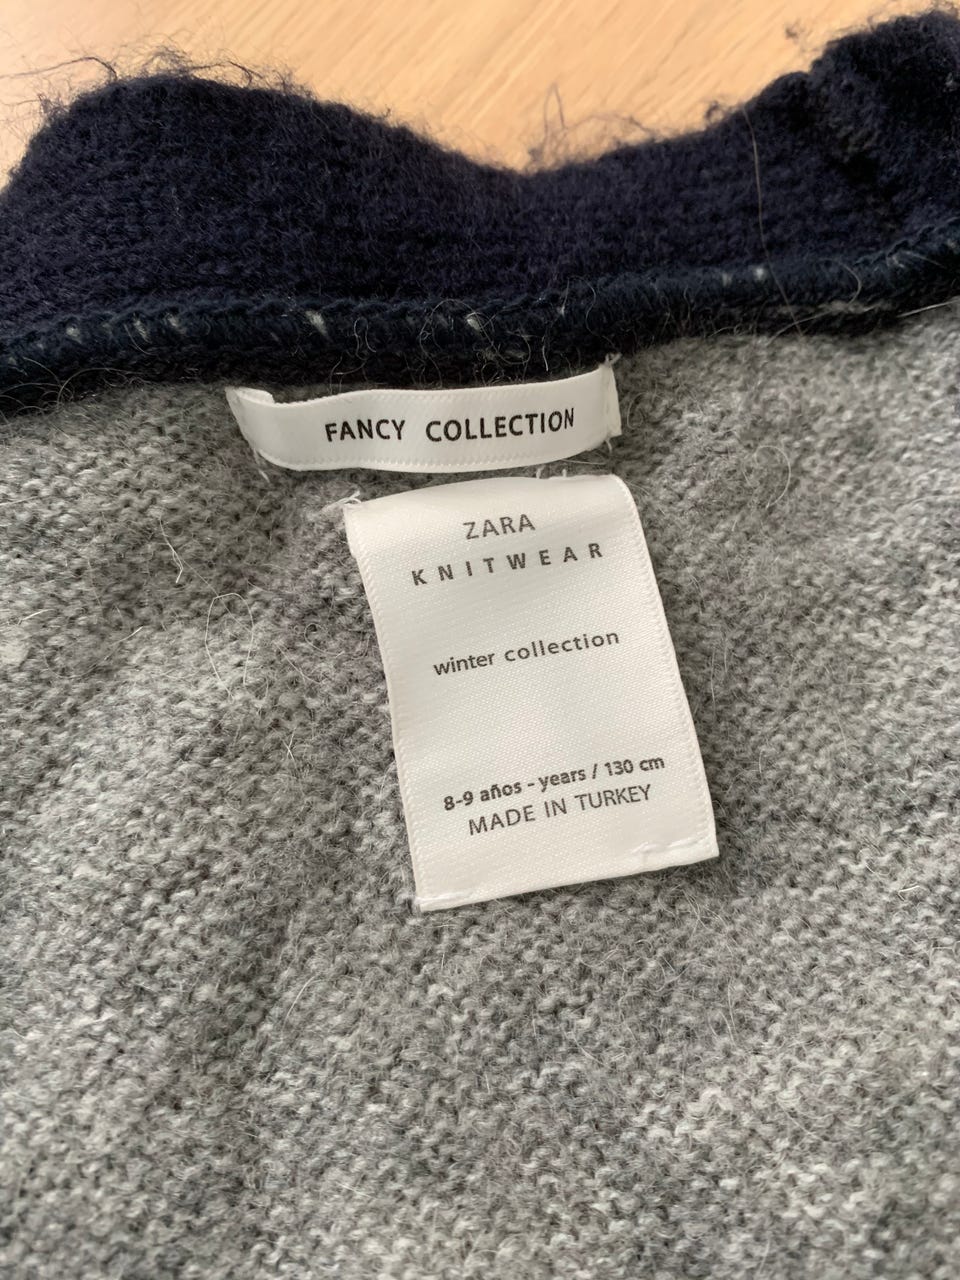 FANCY COLLECTION
ZARA
KNITWEAR
winter collection
8-9 años - years / 130 cm
MADE IN TURKEY